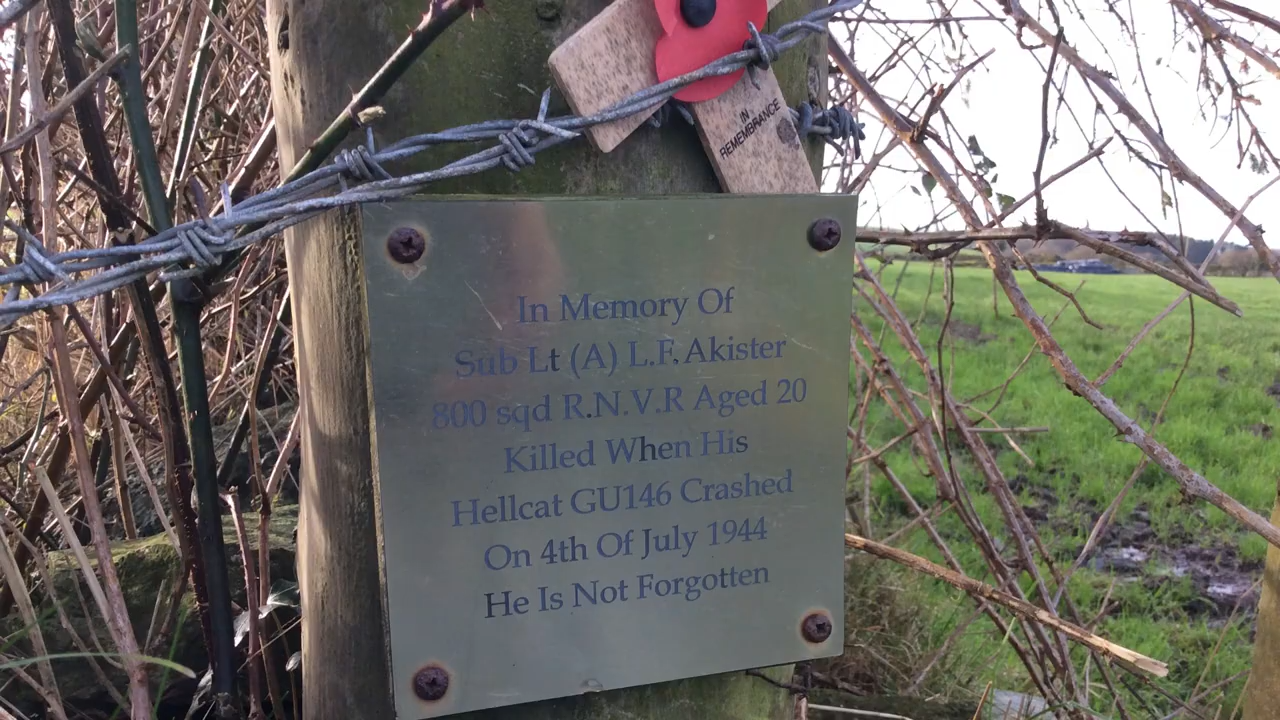 IN
REMEMBRANCE
In Memory Of
Sub Lt (A) L.F. Akister
800 sqd R.N.V.R Aged 20
Killed When His
Hellcat GU146 Crashed
On 4th Of July 1944
He Is Not Forgotten